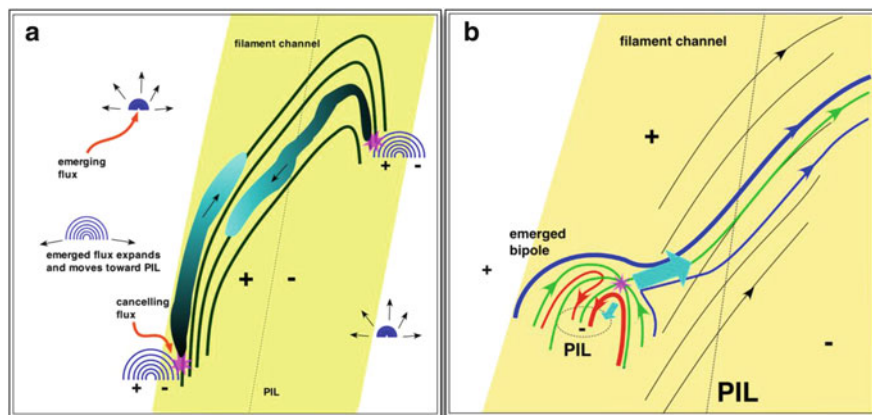 a
filament channel
emerging
flux
+ -
emerged flux expands
and moves toward PIL
+ -
cancelling
flux
+ -
PIL
b
filament channel
+
emerged
bipole
+
-
PIL
-
PIL